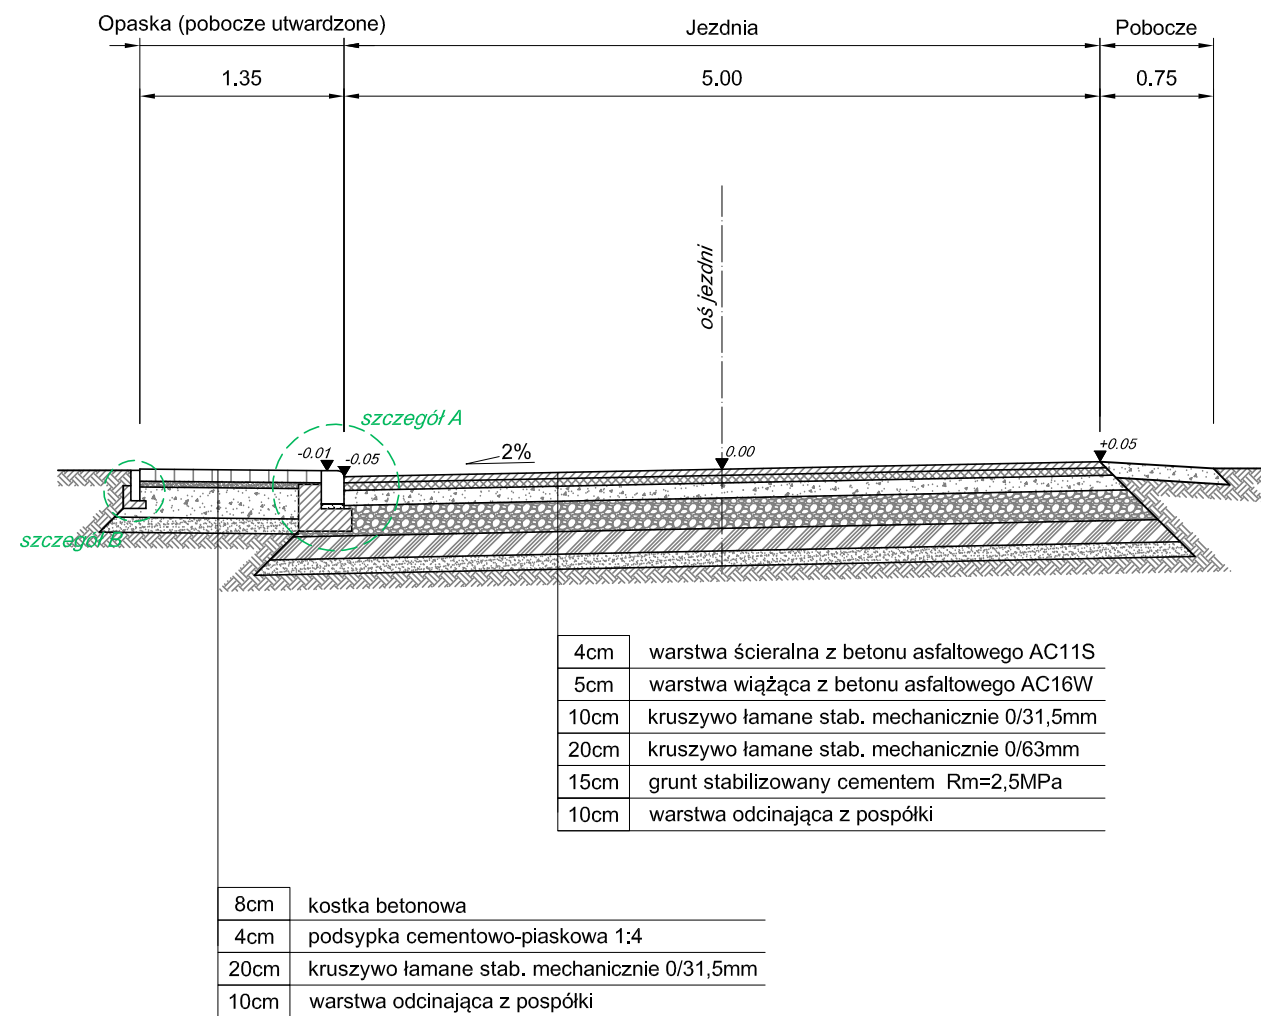 Opaska (pobocze utwardzone)
Jezdnia
Pobocze
1.35
5.00
0.75
oś jezdni
szczegół A
-0.01
-0.05
2%
0.00
+0.05
szczegół B
4cm warstwa ścieralna z betonu asfaltowego AC11S
5cm warstwa wiążąca z betonu asfaltowego AC16W
10cm kruszywo łamane stab. mechanicznie 0/31,5mm
20cm kruszywo łamane stab. mechanicznie 0/63mm
15cm grunt stabilizowany cementem Rm=2,5MPa
10cm warstwa odcinająca z pospółki
8cm kostka betonowa
4cm podsypka cementowo-piaskowa 1:4
20cm kruszywo łamane stab. mechanicznie 0/31,5mm
10cm warstwa odcinająca z pospółki